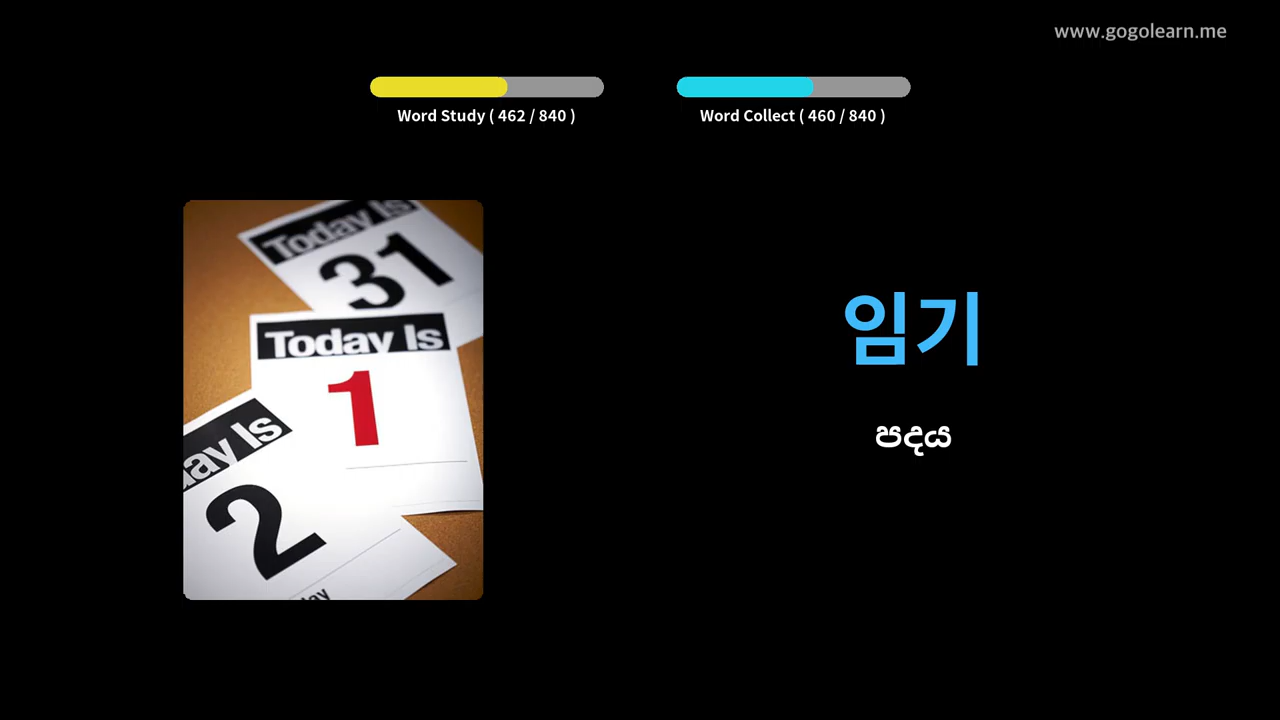 www.gogolearn.me
Word Study ( 462 / 840 )
Word Collect ( 460 / 840 )
Today Is
31
Today Is
1
ay Is
2
임기
පදය